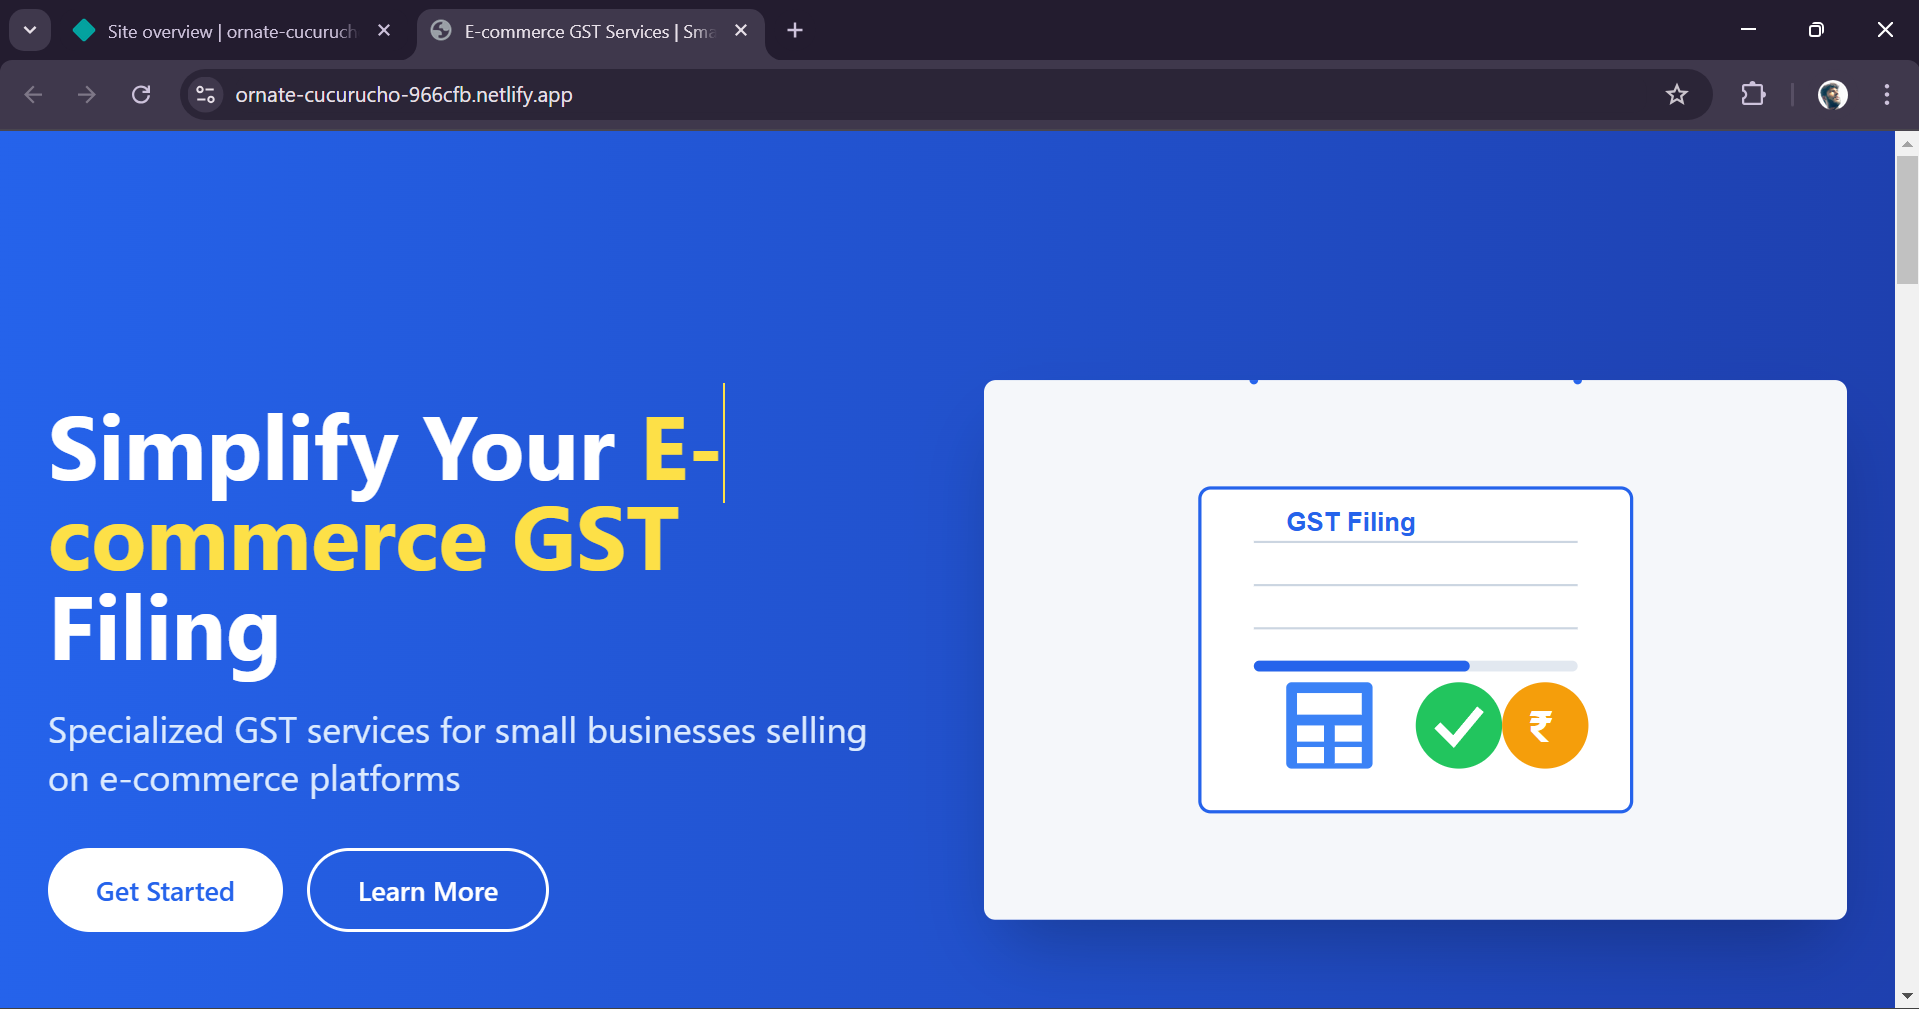 Site overview | ornate-cucuruch
E-commerce GST Services | Sma
ornate-cucurucho-966cfb.netlify.app
Simplify Your E-
commerce GST
Filing
Specialized GST services for small businesses selling
on e-commerce platforms
Get Started
Learn More
GST Filing
₹